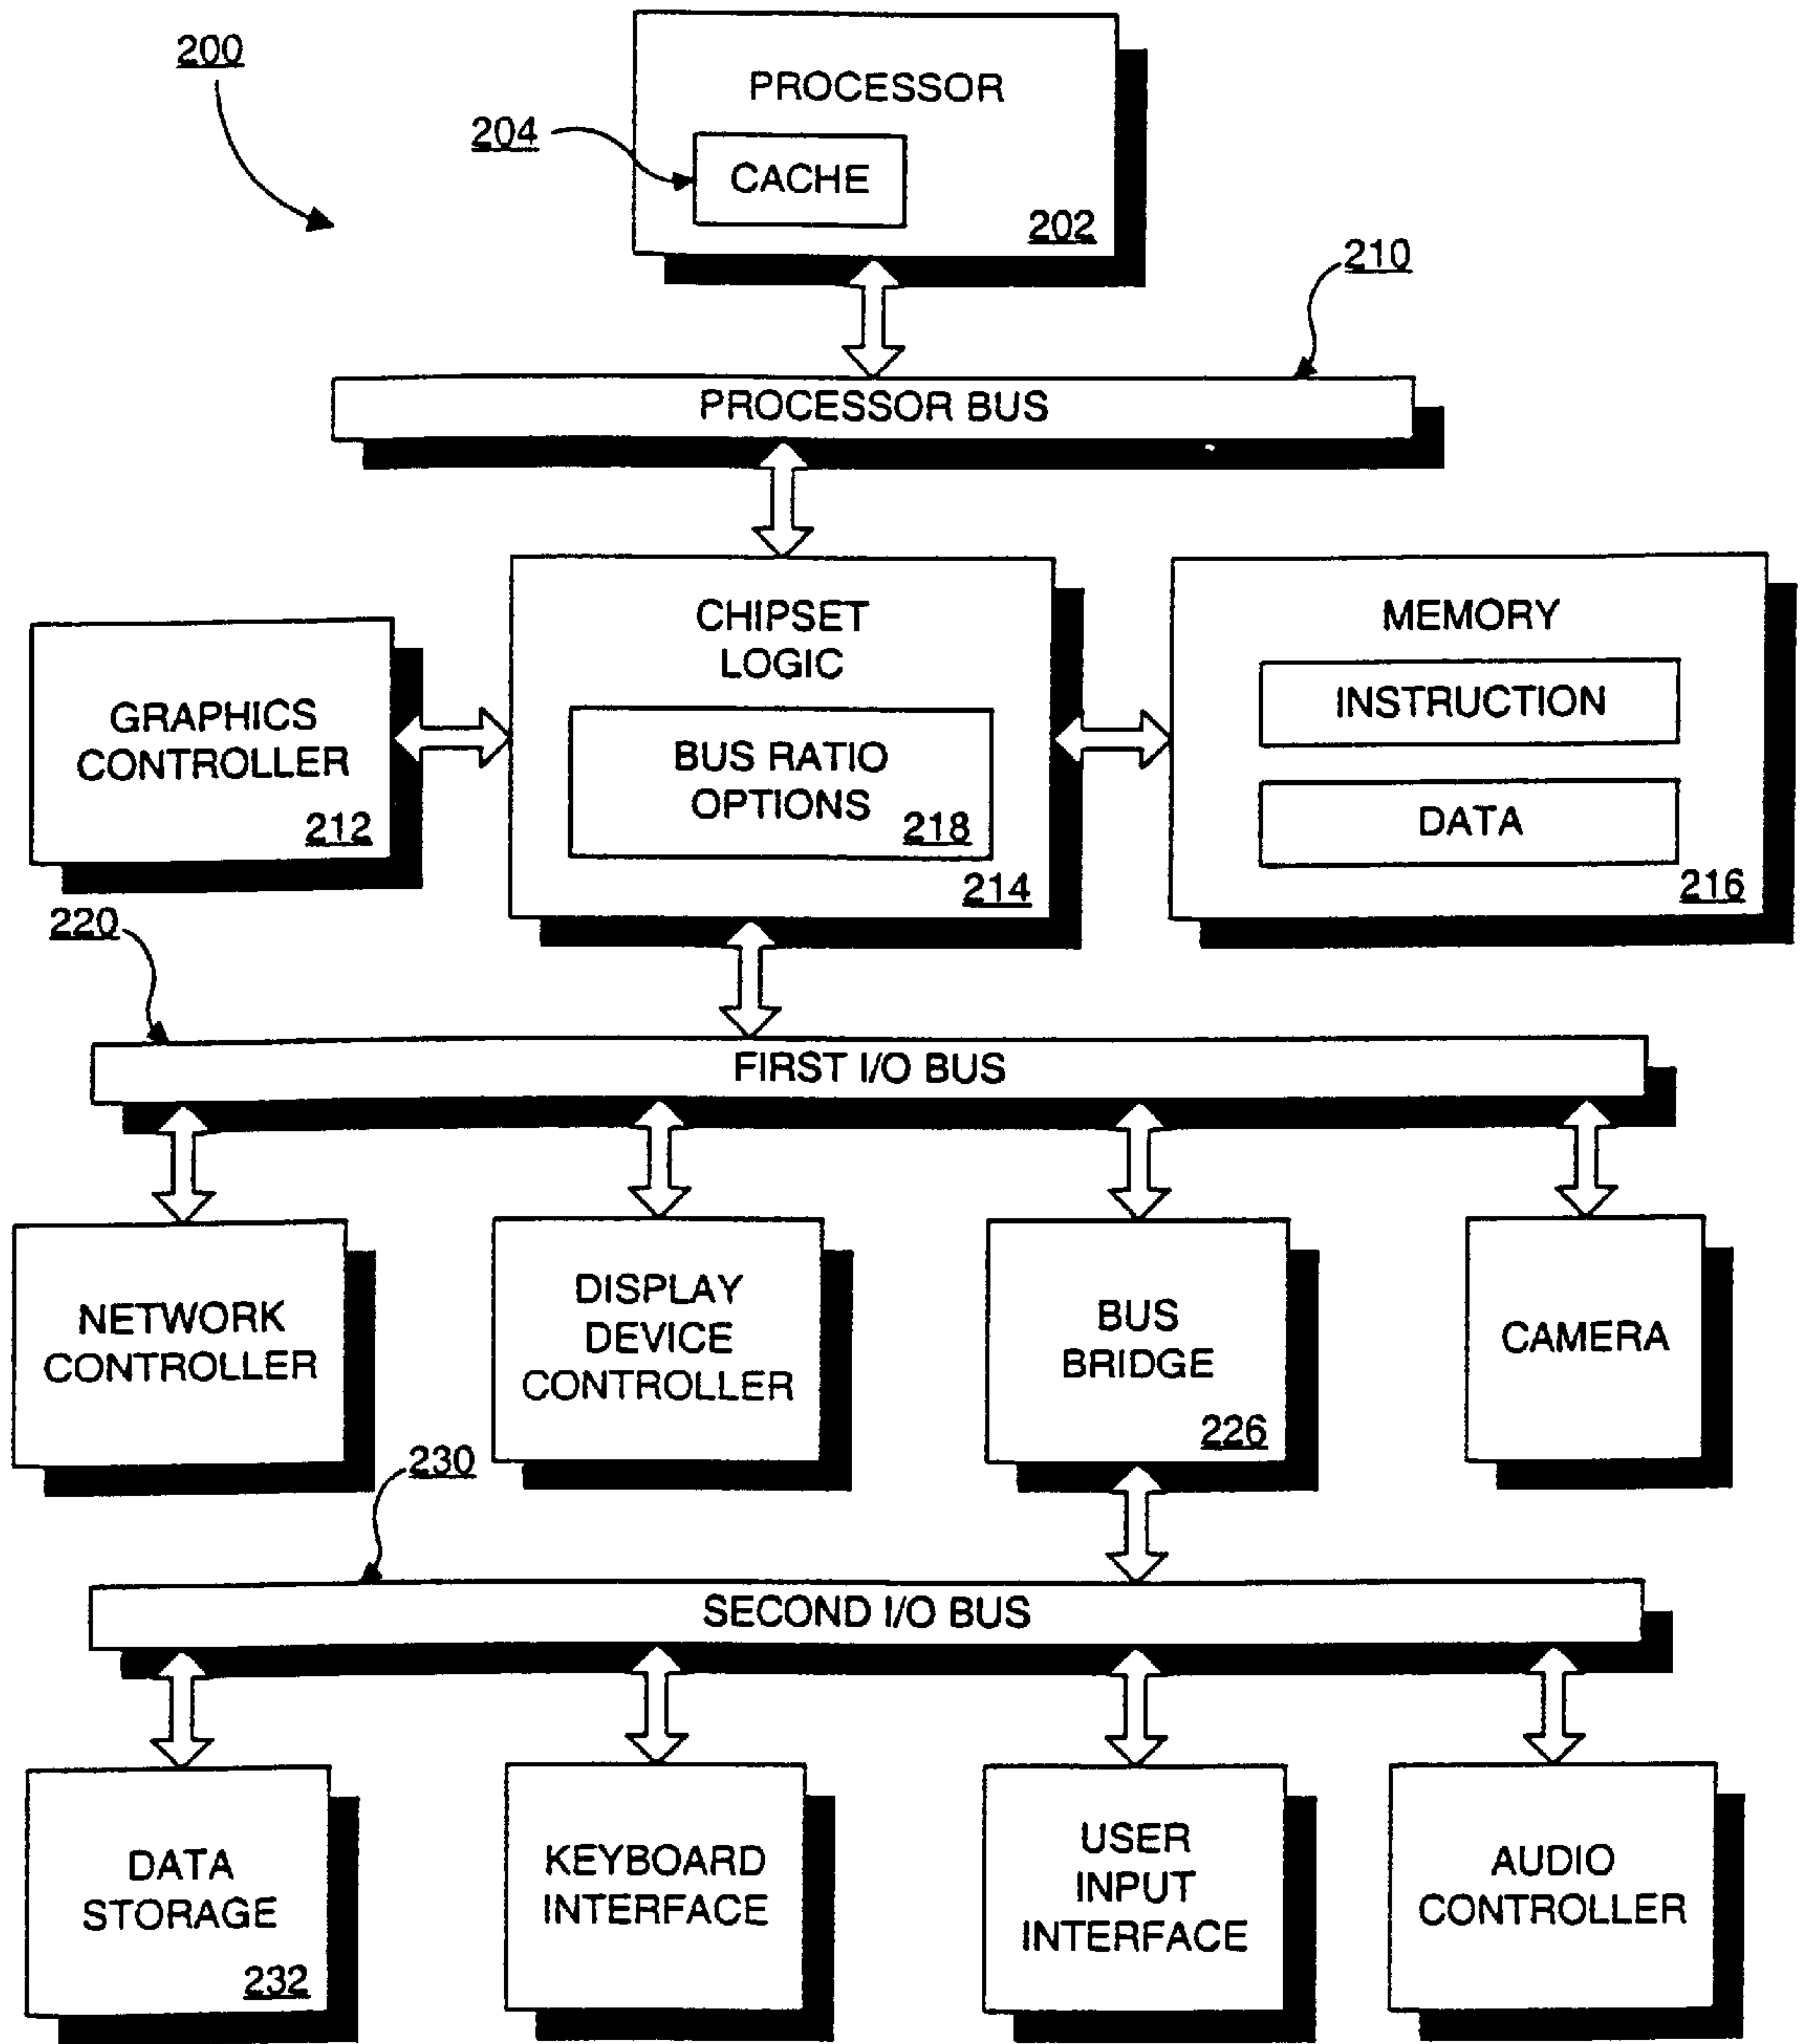 200
PROCESSOR
204
CACHE
202
210
PROCESSOR BUS
CHIPSET
LOGIC
MEMORY
INSTRUCTION
GRAPHICS
CONTROLLER
BUS RATIO
OPTIONS
DATA
212
218
214
216
220
FIRST I/O BUS
NETWORK
CONTROLLER
DISPLAY
DEVICE
CONTROLLER
BUS
BRIDGE
CAMERA
226
230
SECOND I/O BUS
DATA
STORAGE
KEYBOARD
INTERFACE
USER
INPUT
INTERFACE
AUDIO
CONTROLLER
232